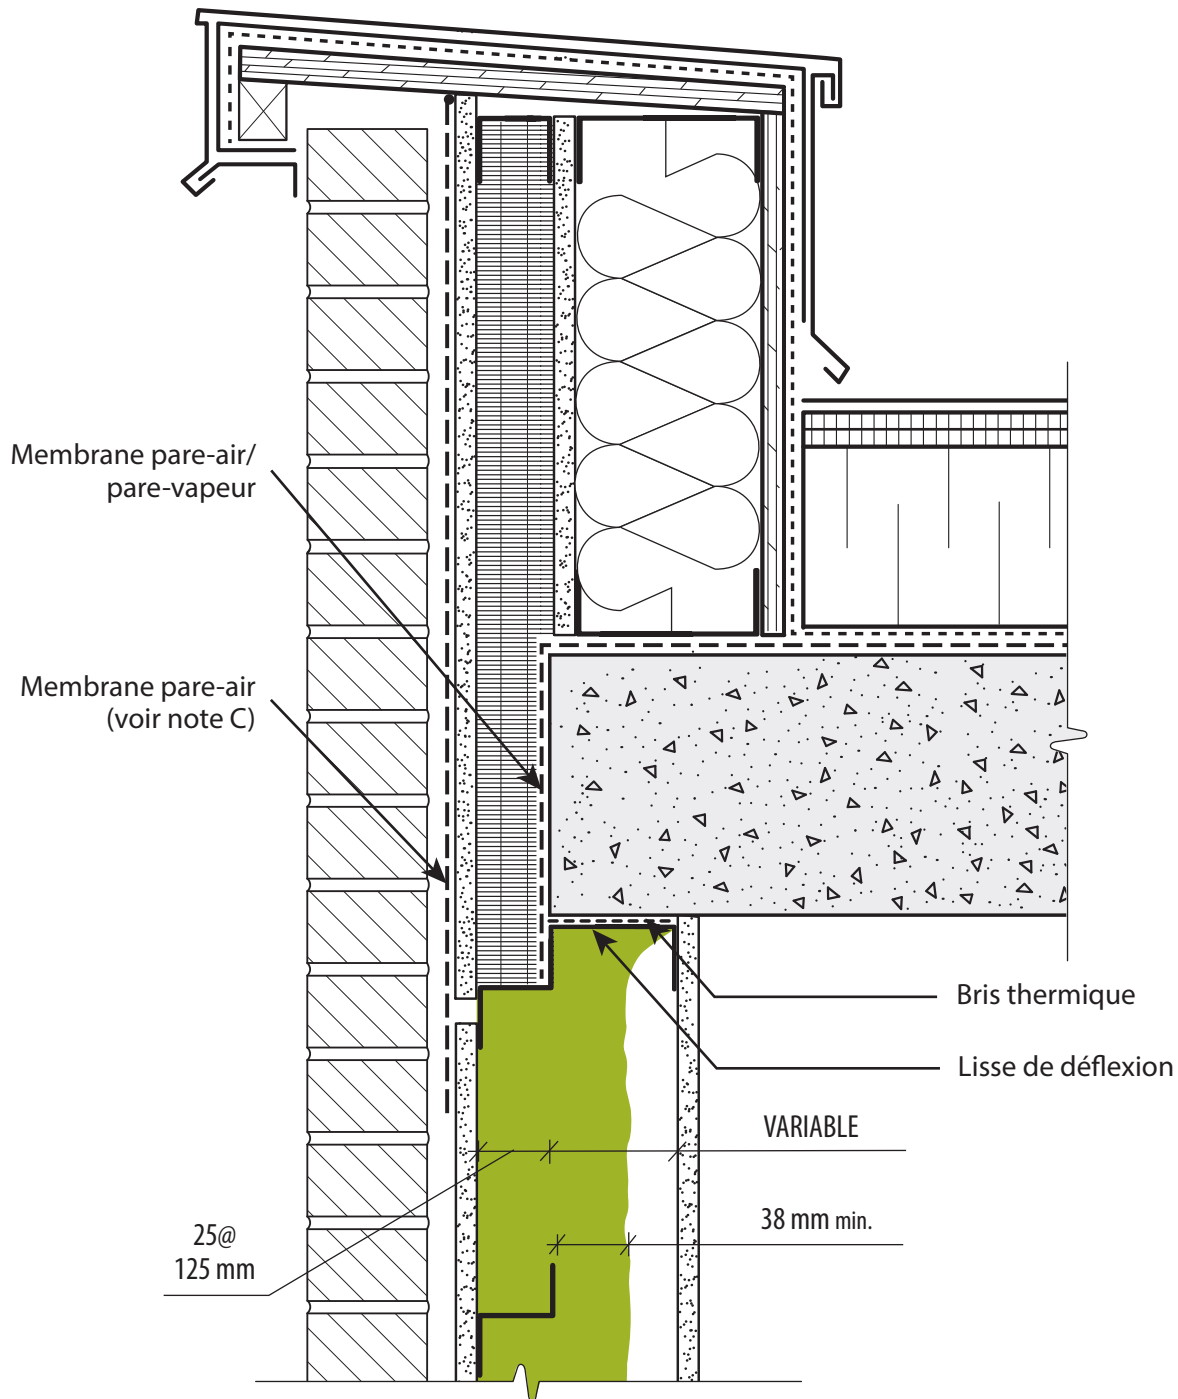 Membrane pare-air/
pare-vapeur
Membrane pare-air
(voir note C)
Bris thermique
Lisse de déflexion
VARIABLE
38 mm min.
25@
125 mm